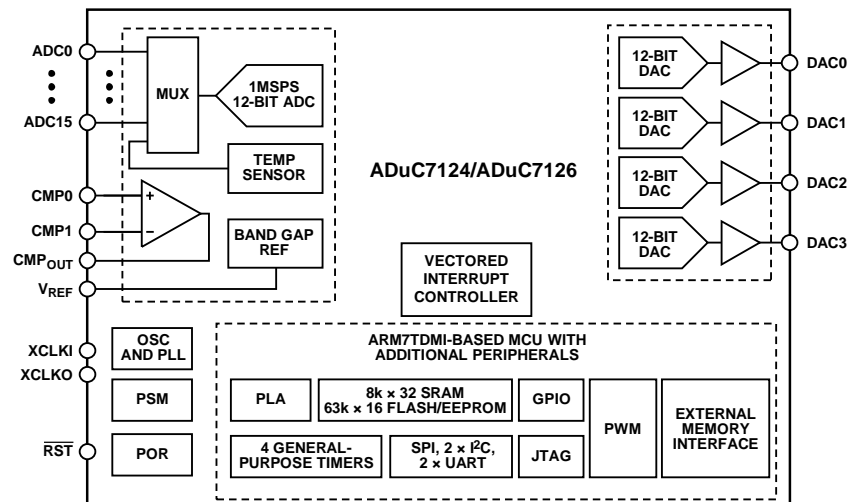 ADC0
ADC15
MUX
1MSPS
12-BIT ADC
TEMP
SENSOR
CMP0
CMP1
CMPOUT
VREF
+
–
BAND GAP
REF
ADuC7124/ADuC7126
12-BIT
DAC
DAC0
12-BIT
DAC
DAC1
12-BIT
DAC
DAC2
12-BIT
DAC
DAC3
VECTORED
INTERRUPT
CONTROLLER
XCLKI
XCLKO
RST
OSC
AND PLL
PSM
POR
ARM7TDMI-BASED MCU WITH
ADDITIONAL PERIPHERALS
PLA
8k × 32 SRAM
63k × 16 FLASH/EEPROM
GPIO
4 GENERAL-
PURPOSE TIMERS
SPI, 2 × I2C,
2 × UART
JTAG
PWM
EXTERNAL
MEMORY
INTERFACE